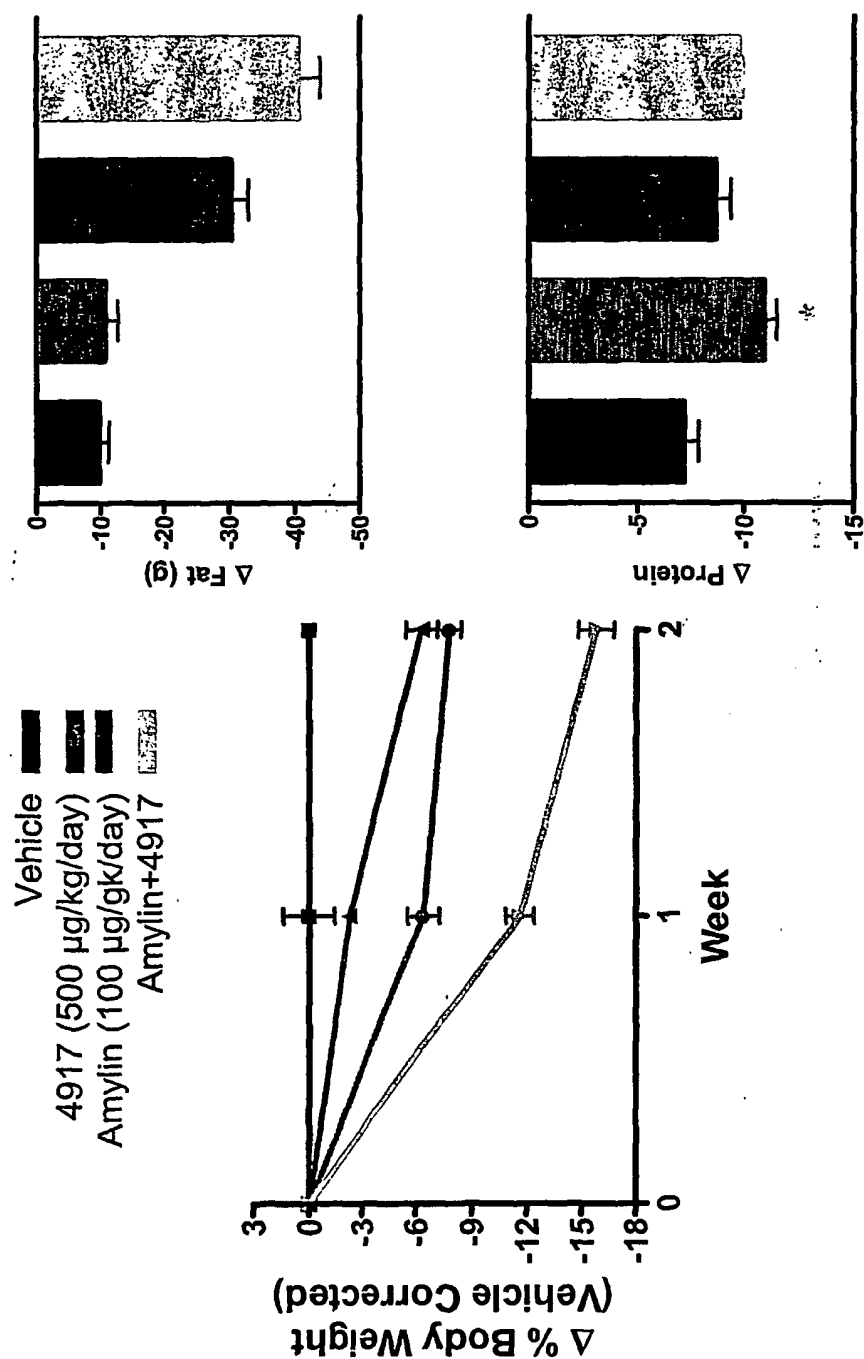 Vehicle
4917 (500 µg/kg/day)
Amylin (100 µg/gk/day)
Amylin+4917
Δ % Body Weight
(Vehicle Corrected)
3
0
-3
-6
-9
-12
-15
-18
0
1
2
Week
Δ Fat (g)
0
-10
-20
-30
-40
-50
Δ Protein
0
-5
-10
-15
*